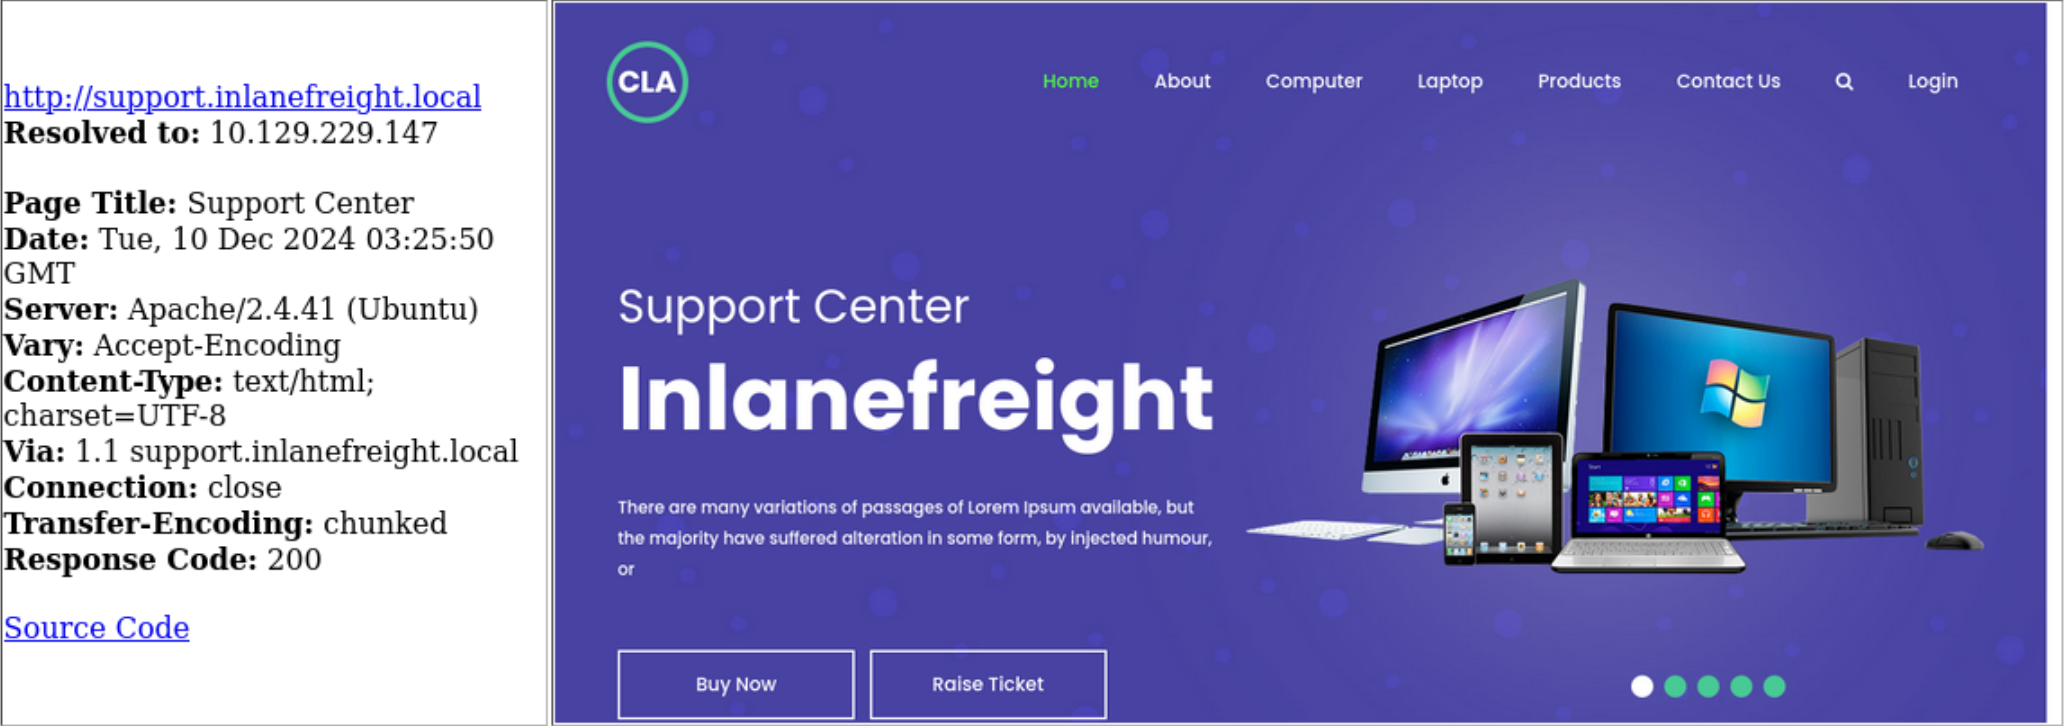 http://support.inlanefreight.local
Resolved to: 10.129.229.147
Page Title: Support Center
Date: Tue, 10 Dec 2024 03:25:50
GMT
Server: Apache/2.4.41 (Ubuntu)
Vary: Accept-Encoding
Content-Type: text/html;
charset=UTF-8
Via: 1.1 support.inlanefreight.local
Connection: close
Transfer-Encoding: chunked
Response Code: 200
Source Code
CLA
Home About Computer Laptop Products Contact Us Login
Support Center
Inlanefreight
There are many variations of passages of Lorem Ipsum available, but
the majority have suffered alteration in some form, by injected humour,
or
Buy Now Raise Ticket
Start